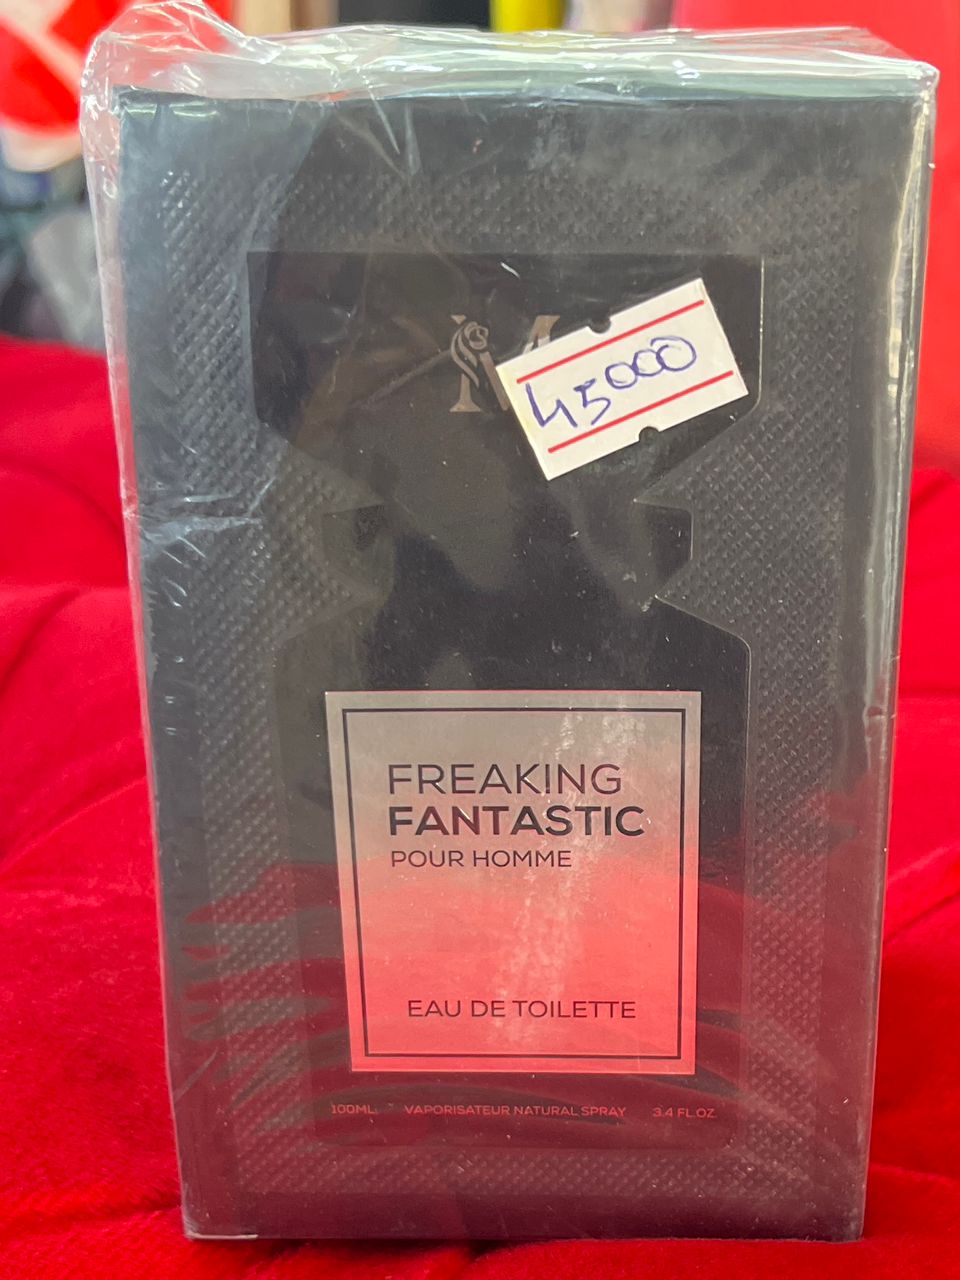 M
45000
FREAKING
FANTASTIC
POUR HOMME
EAU DE TOILETTE
100ML. VAPORISATEUR NATURAL SPRAY 3.4 FL.OZ.